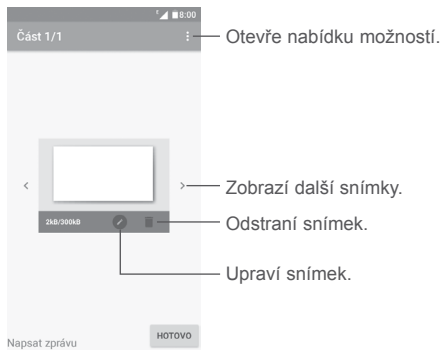 8:00
Část 1/1
Otevře nabídku možností.
Zobrazí další snímky.
2kB/300kB
Odstraní snímek.
Upraví snímek.
HOTOVO
Napsat zprávu